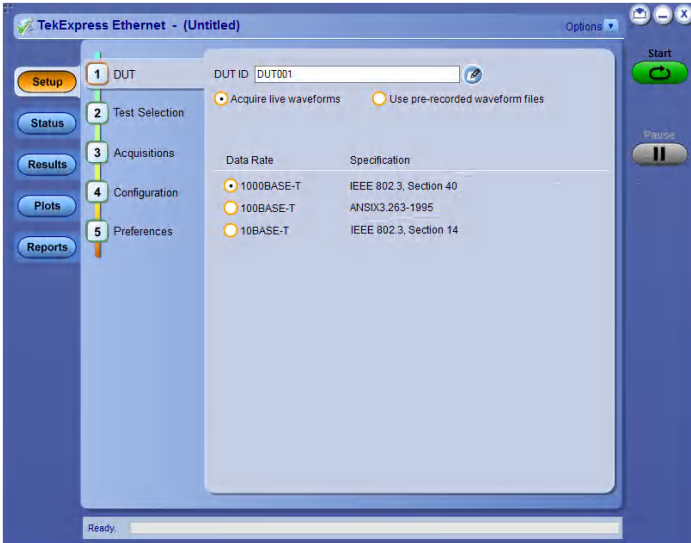 TekExpress Ethernet - (Untitled)
Options
Start
Pause
Setup
Status
Results
Plots
Reports
1 DUT
2 Test Selection
3 Acquisitions
4 Configuration
5 Preferences
DUT ID DUT001
Acquire live waveforms Use pre-recorded waveform files
Data Rate Specification
1000BASE-T IEEE 802.3, Section 40
100BASE-T ANSIX3.263-1995
10BASE-T IEEE 802.3, Section 14
Ready.